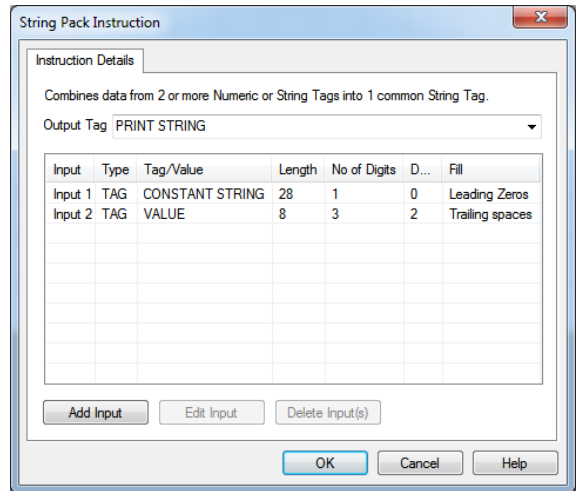 String Pack Instruction
Instruction Details
Combines data from 2 or more Numeric or String Tags into 1 common String Tag.
Output Tag PRINT STRING
Input Type Tag/Value Length No of Digits D... Fill
Input 1 TAG CONSTANT STRING 28 1 0 Leading Zeros
Input 2 TAG VALUE 8 3 2 Trailing spaces
Add Input Edit Input Delete Input(s)
OK Cancel Help